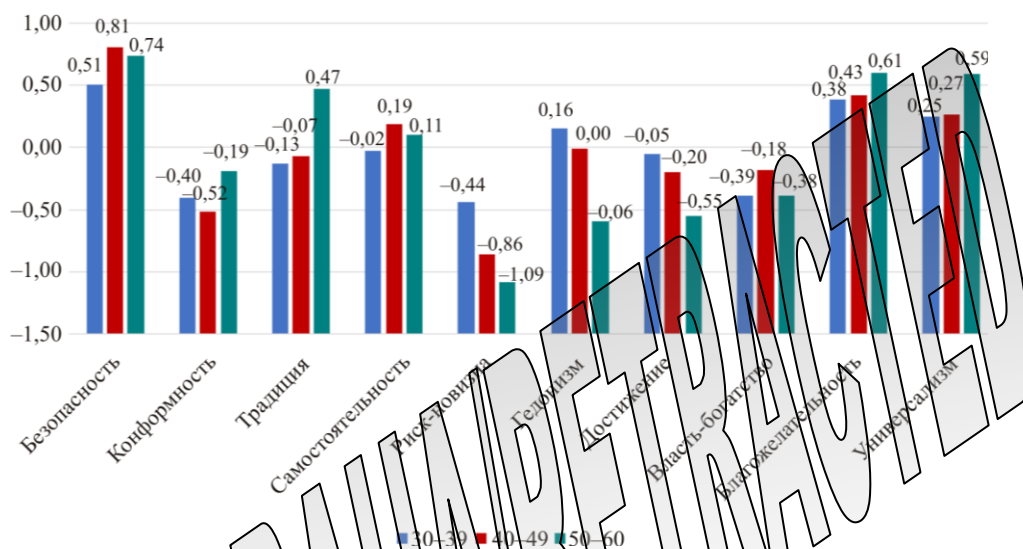 1,00
0,50
0,00
–0,50
–1,00
–1,50
0,51 0,81 0,74
–0,40 –0,52 –0,19
–0,13 –0,07 0,47
–0,02 0,19 0,11
–0,44 –0,86 –1,09
0,16 0,00 –0,06
–0,05 –0,20 –0,55
–0,39 –0,18 –0,38
0,38 0,43 0,61
0,25 0,27 0,59
Безопасность
Конформность
Традиция
Самостоятельность
Риск-новизна
Гедонизм
Достижение
Власть-богатство
Благожелательность
Универсализм
30–39 40–49 50–60
RETRACTED